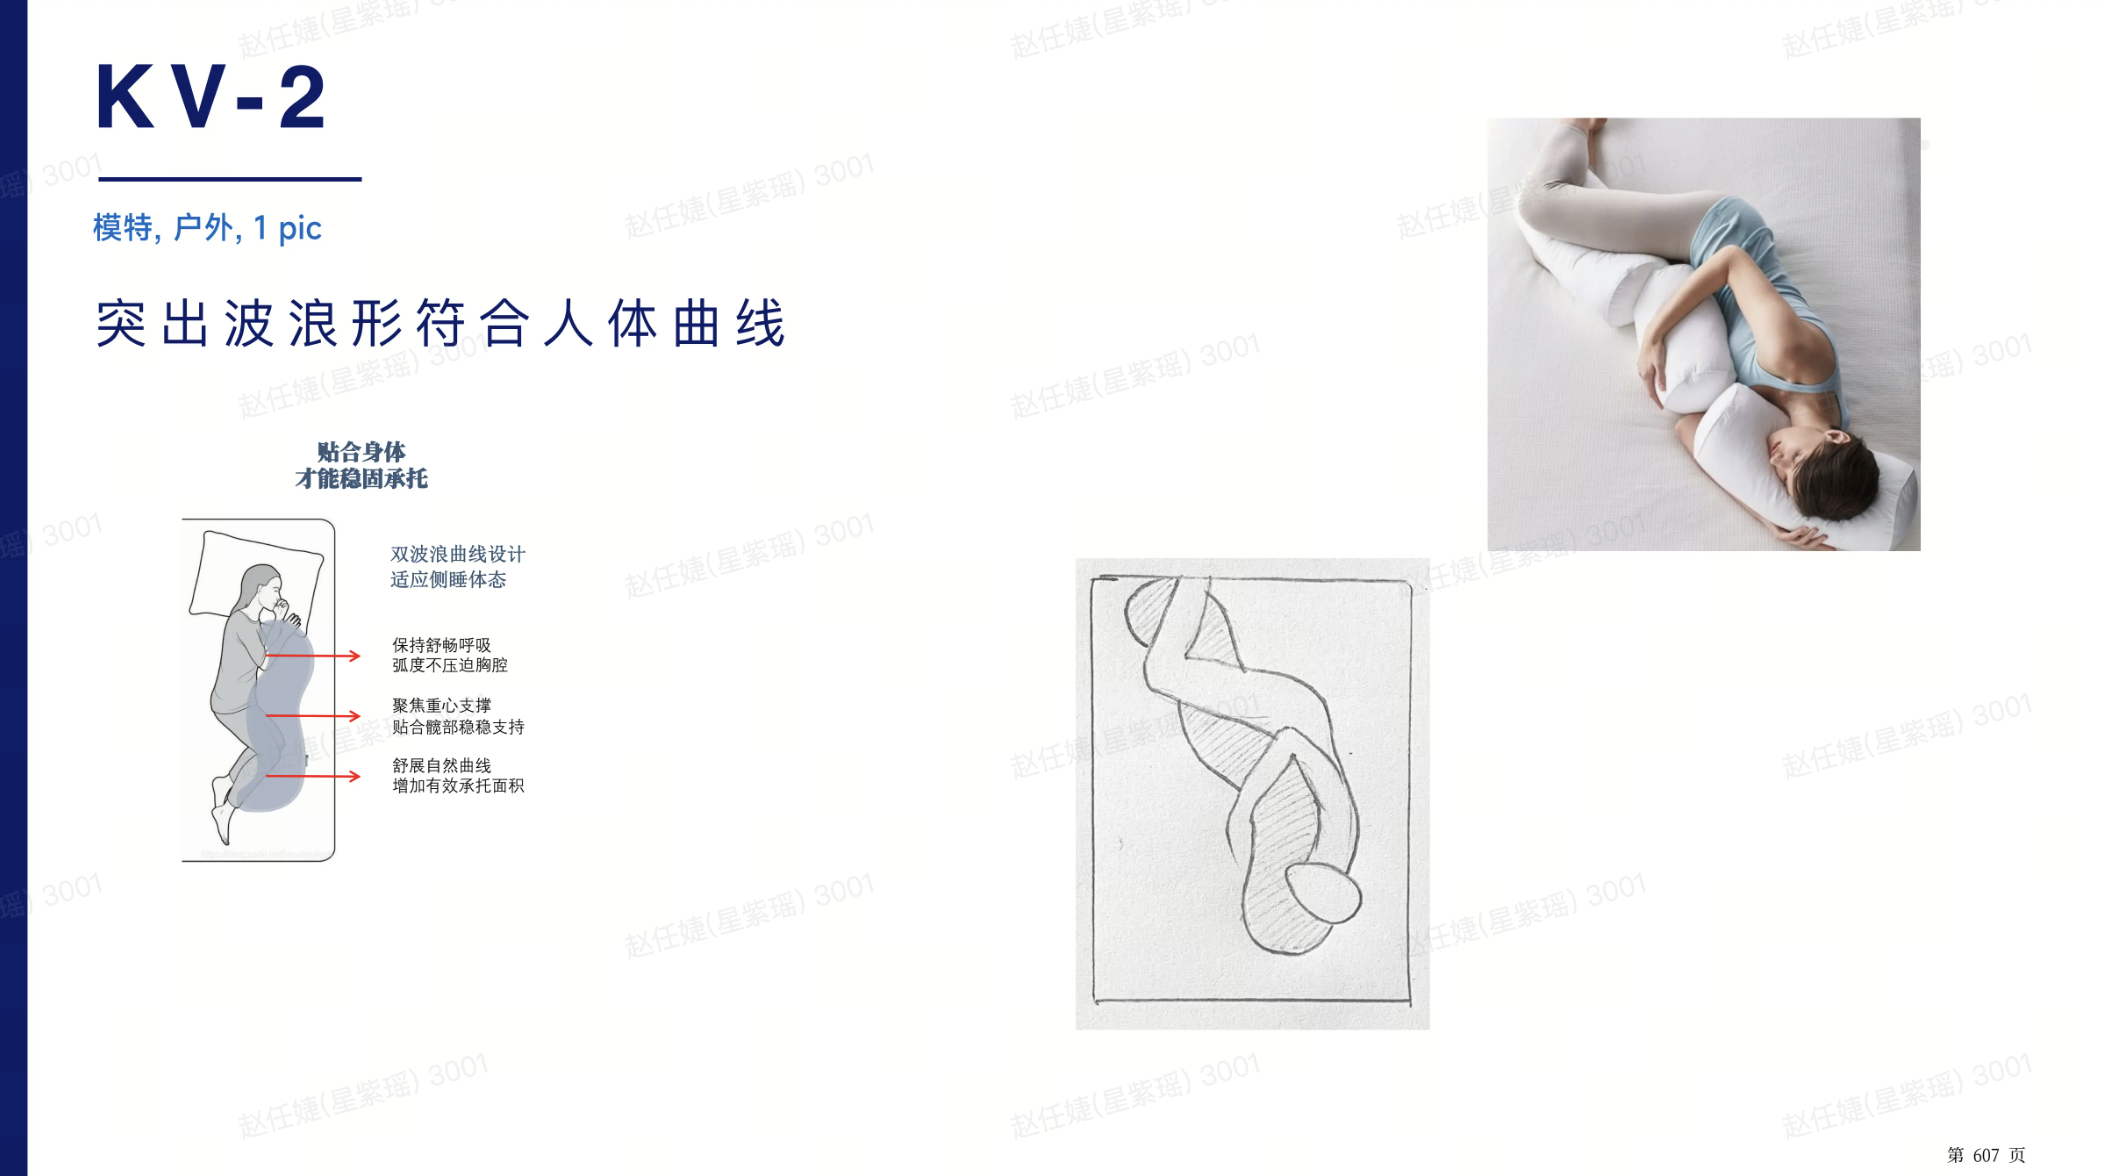 KV-2
模特, 户外, 1 pic
突出波浪形符合人体曲线
贴合身体
才能稳固承托
双波浪曲线设计
适应侧睡体态
保持舒畅呼吸
弧度不压迫胸腔
聚焦重心支撑
贴合髋部稳稳支持
舒展自然曲线
增加有效承托面积
第 607 页
赵任婕(星紫瑶) 3001